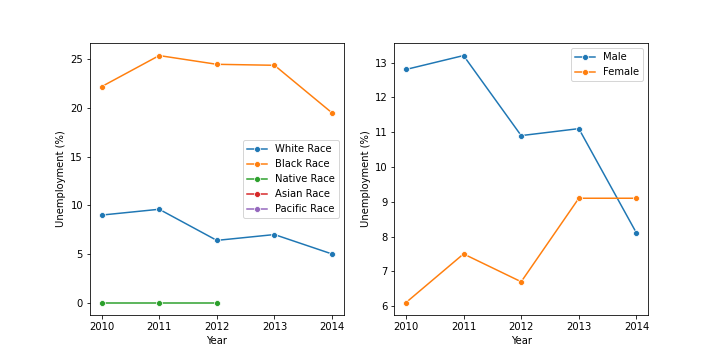 25
20
15
10
5
0
Unemployment (%)
White Race
Black Race
Native Race
Asian Race
Pacific Race
2010 2011 2012 2013 2014
Year
13
12
11
10
9
8
7
6
Unemployment (%)
Male
Female
2010 2011 2012 2013 2014
Year